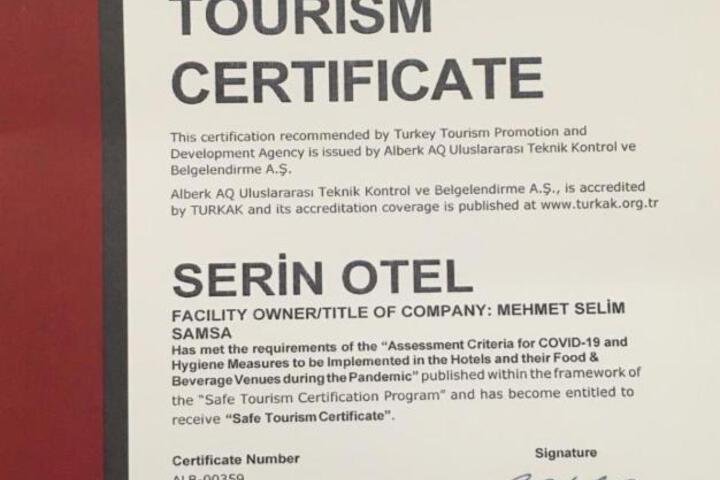 TOURISM
CERTIFICATE
This certification recommended by Turkey Tourism Promotion and
Development Agency is issued by Alberk AQ Uluslararası Teknik Kontrol ve
Belgelendirme A.Ş.
Alberk AQ Uluslararası Teknik Kontrol ve Belgelendirme A.Ş., is accredited
by TURKAK and its accreditation coverage is published at www.turkak.org.tr
SERİN OTEL
FACILITY OWNER/TITLE OF COMPANY: MEHMET SELİM
SAMSA
Has met the requirements of the “Assessment Criteria for COVID-19 and
Hygiene Measures to be Implemented in the Hotels and their Food &
Beverage Venues during the Pandemic” published within the framework of
the “Safe Tourism Certification Program” and has become entitled to
receive “Safe Tourism Certificate”.
Certificate Number
Signature
ALB-00359